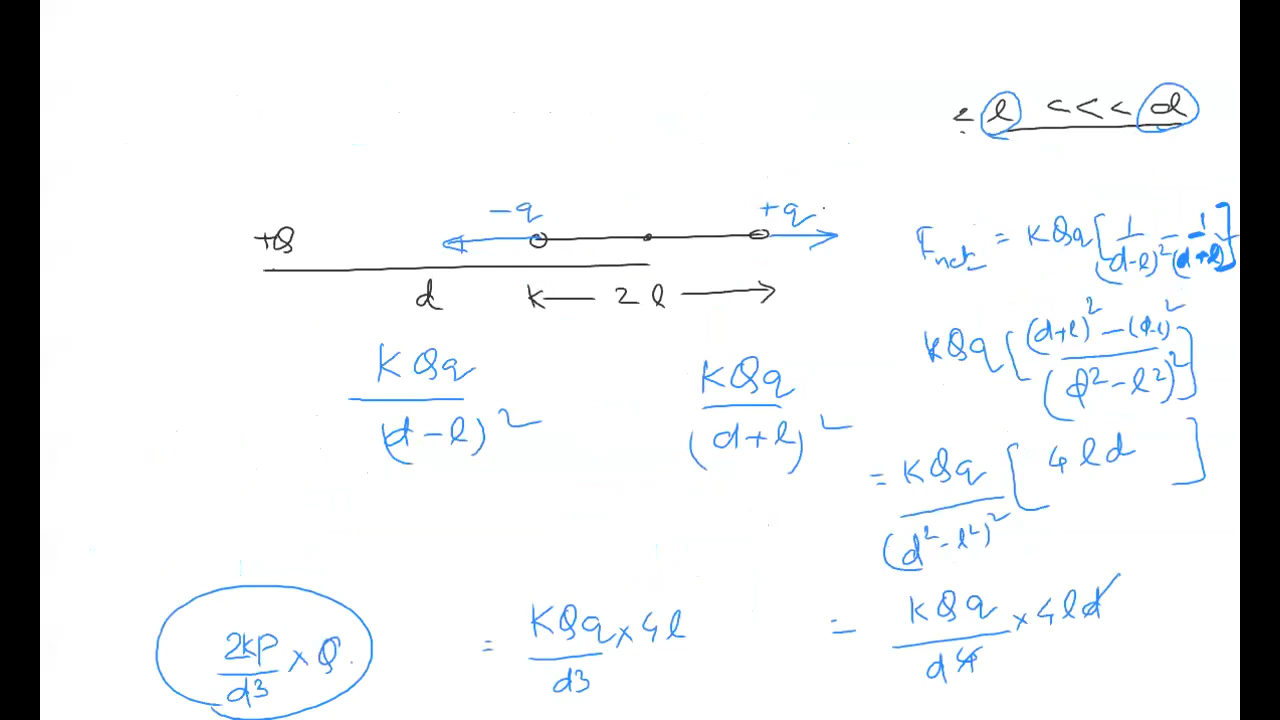 ≤ l <<< d
-q +q
+Q
d k— 2 l →
F_net = KQq [ 1/(d-l)² - 1/(d+l)² ]
KQq [ ((d+l)² - (d-l)²)/(d² - l²)² ]
KQq/(d-l)² KQq/(d+l)²
= KQq/(d² - l²)² [ 4ld ]
= KQq/d4 × 4ld
= KQq/d3 × 4l
2kP/d3 × Q.